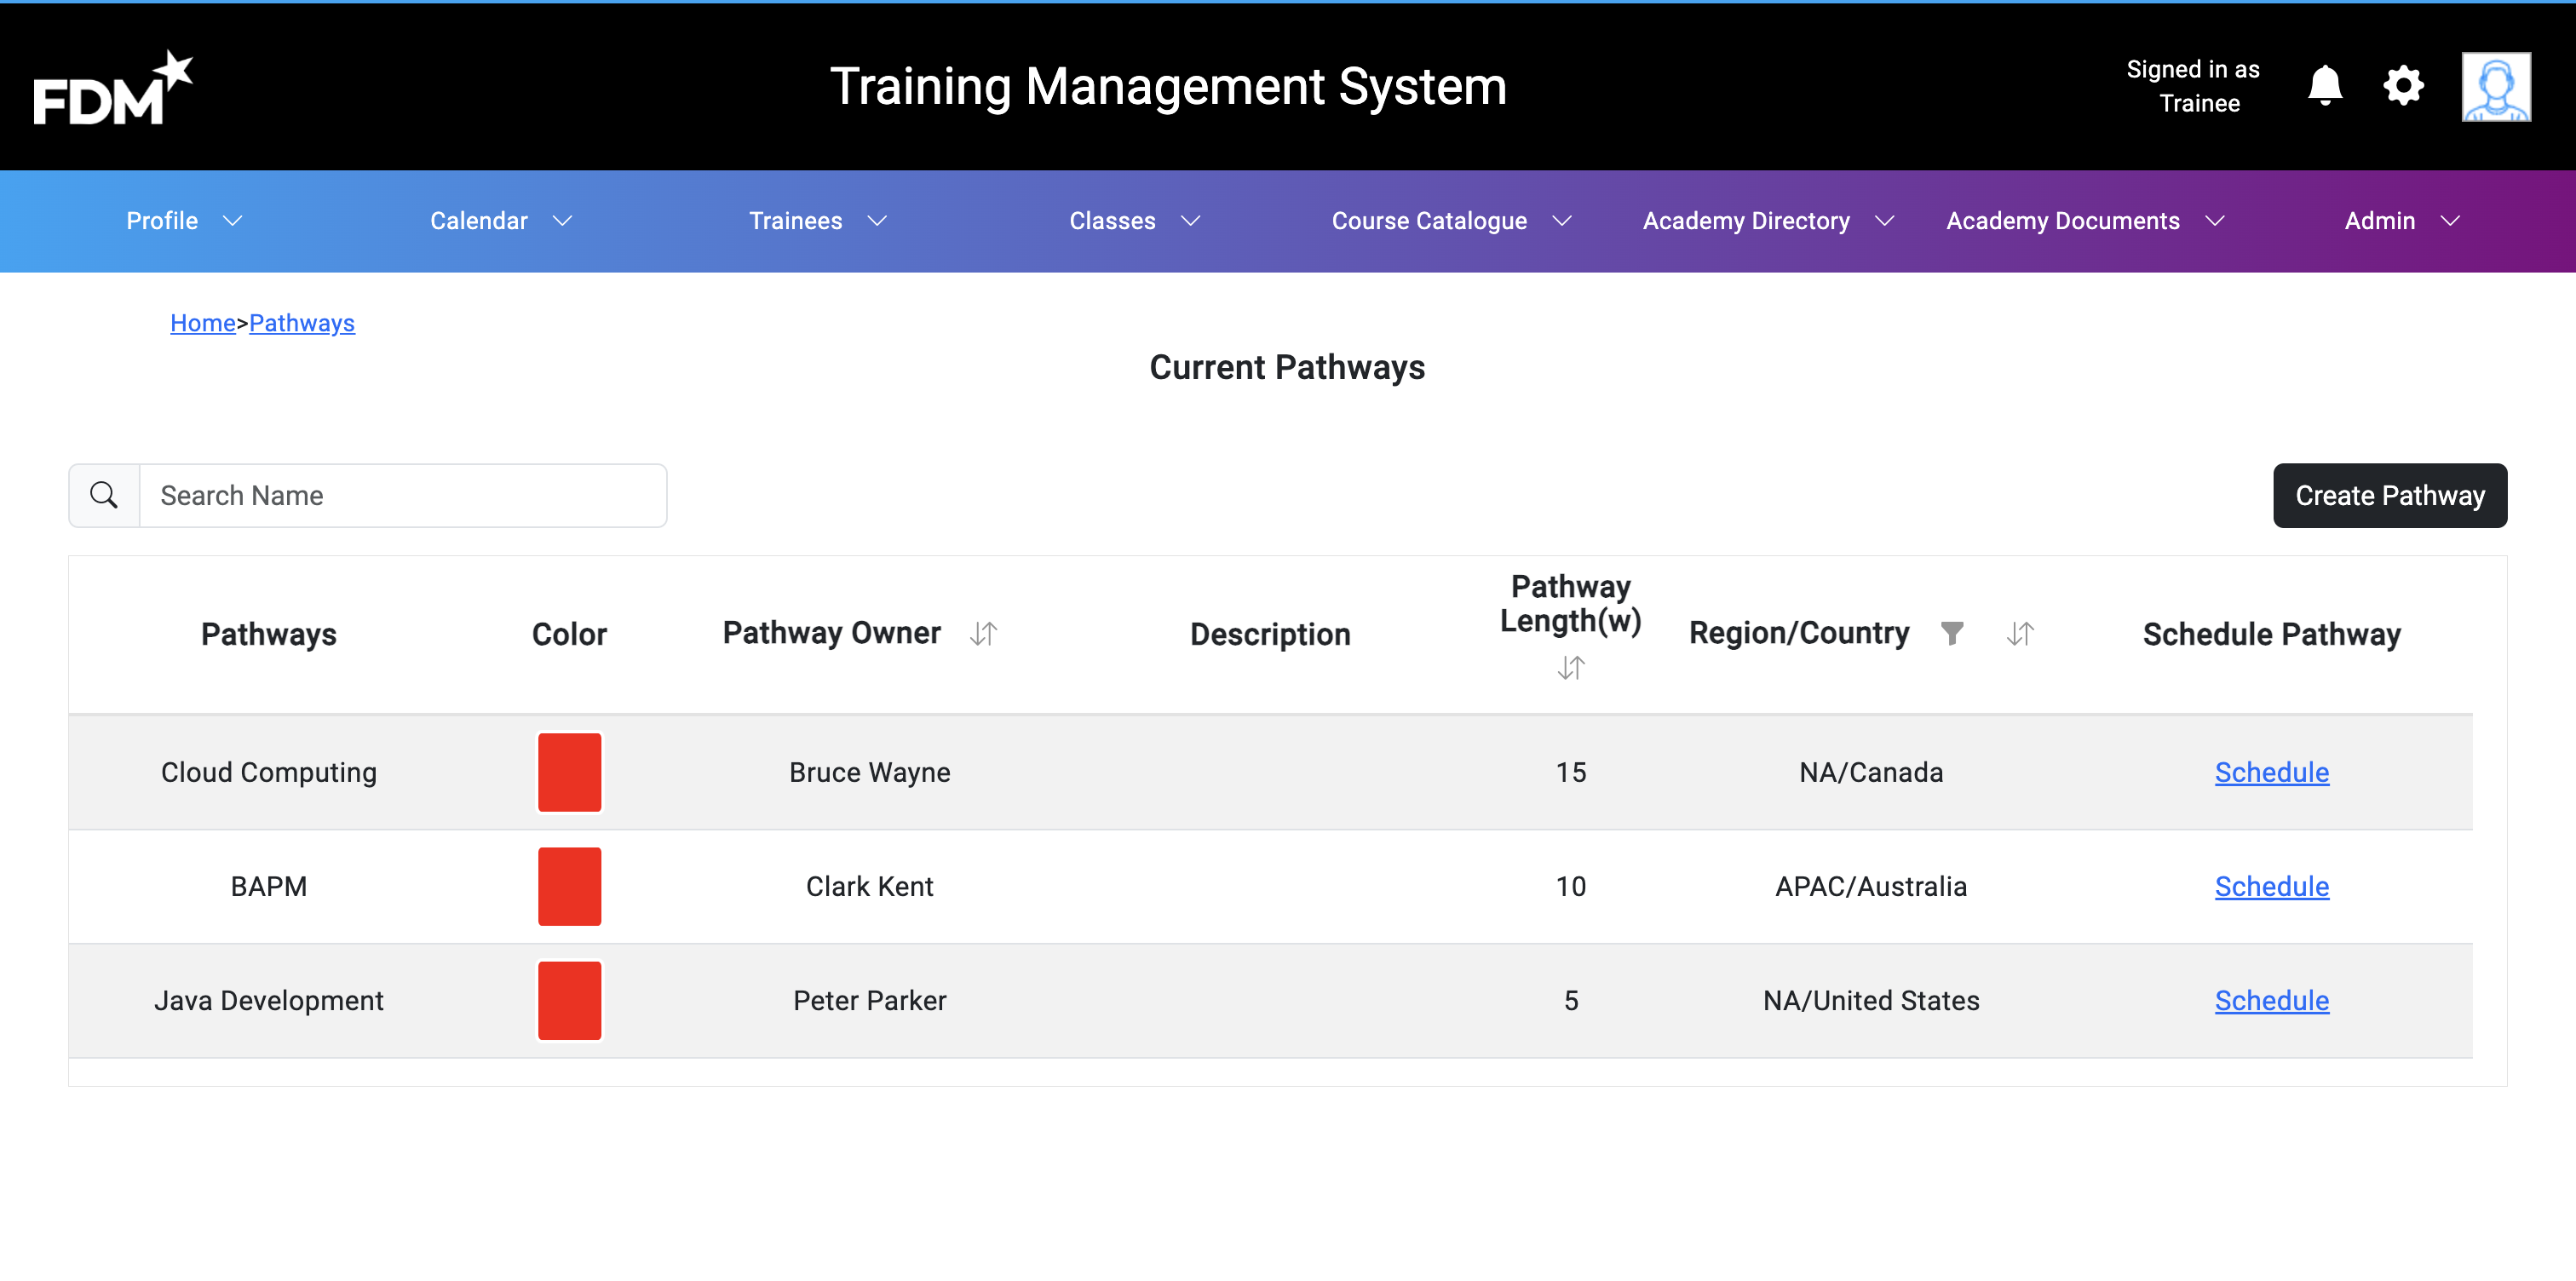 FDM
Training Management System
Signed in as
Trainee
Profile Calendar Trainees Classes Course Catalogue Academy Directory Academy Documents Admin
Home>Pathways
Current Pathways
Search Name
Create Pathway
Pathways Color Pathway Owner Description Pathway Length(w) Region/Country Schedule Pathway
Cloud Computing Bruce Wayne 15 NA/Canada Schedule
BAPM Clark Kent 10 APAC/Australia Schedule
Java Development Peter Parker 5 NA/United States Schedule